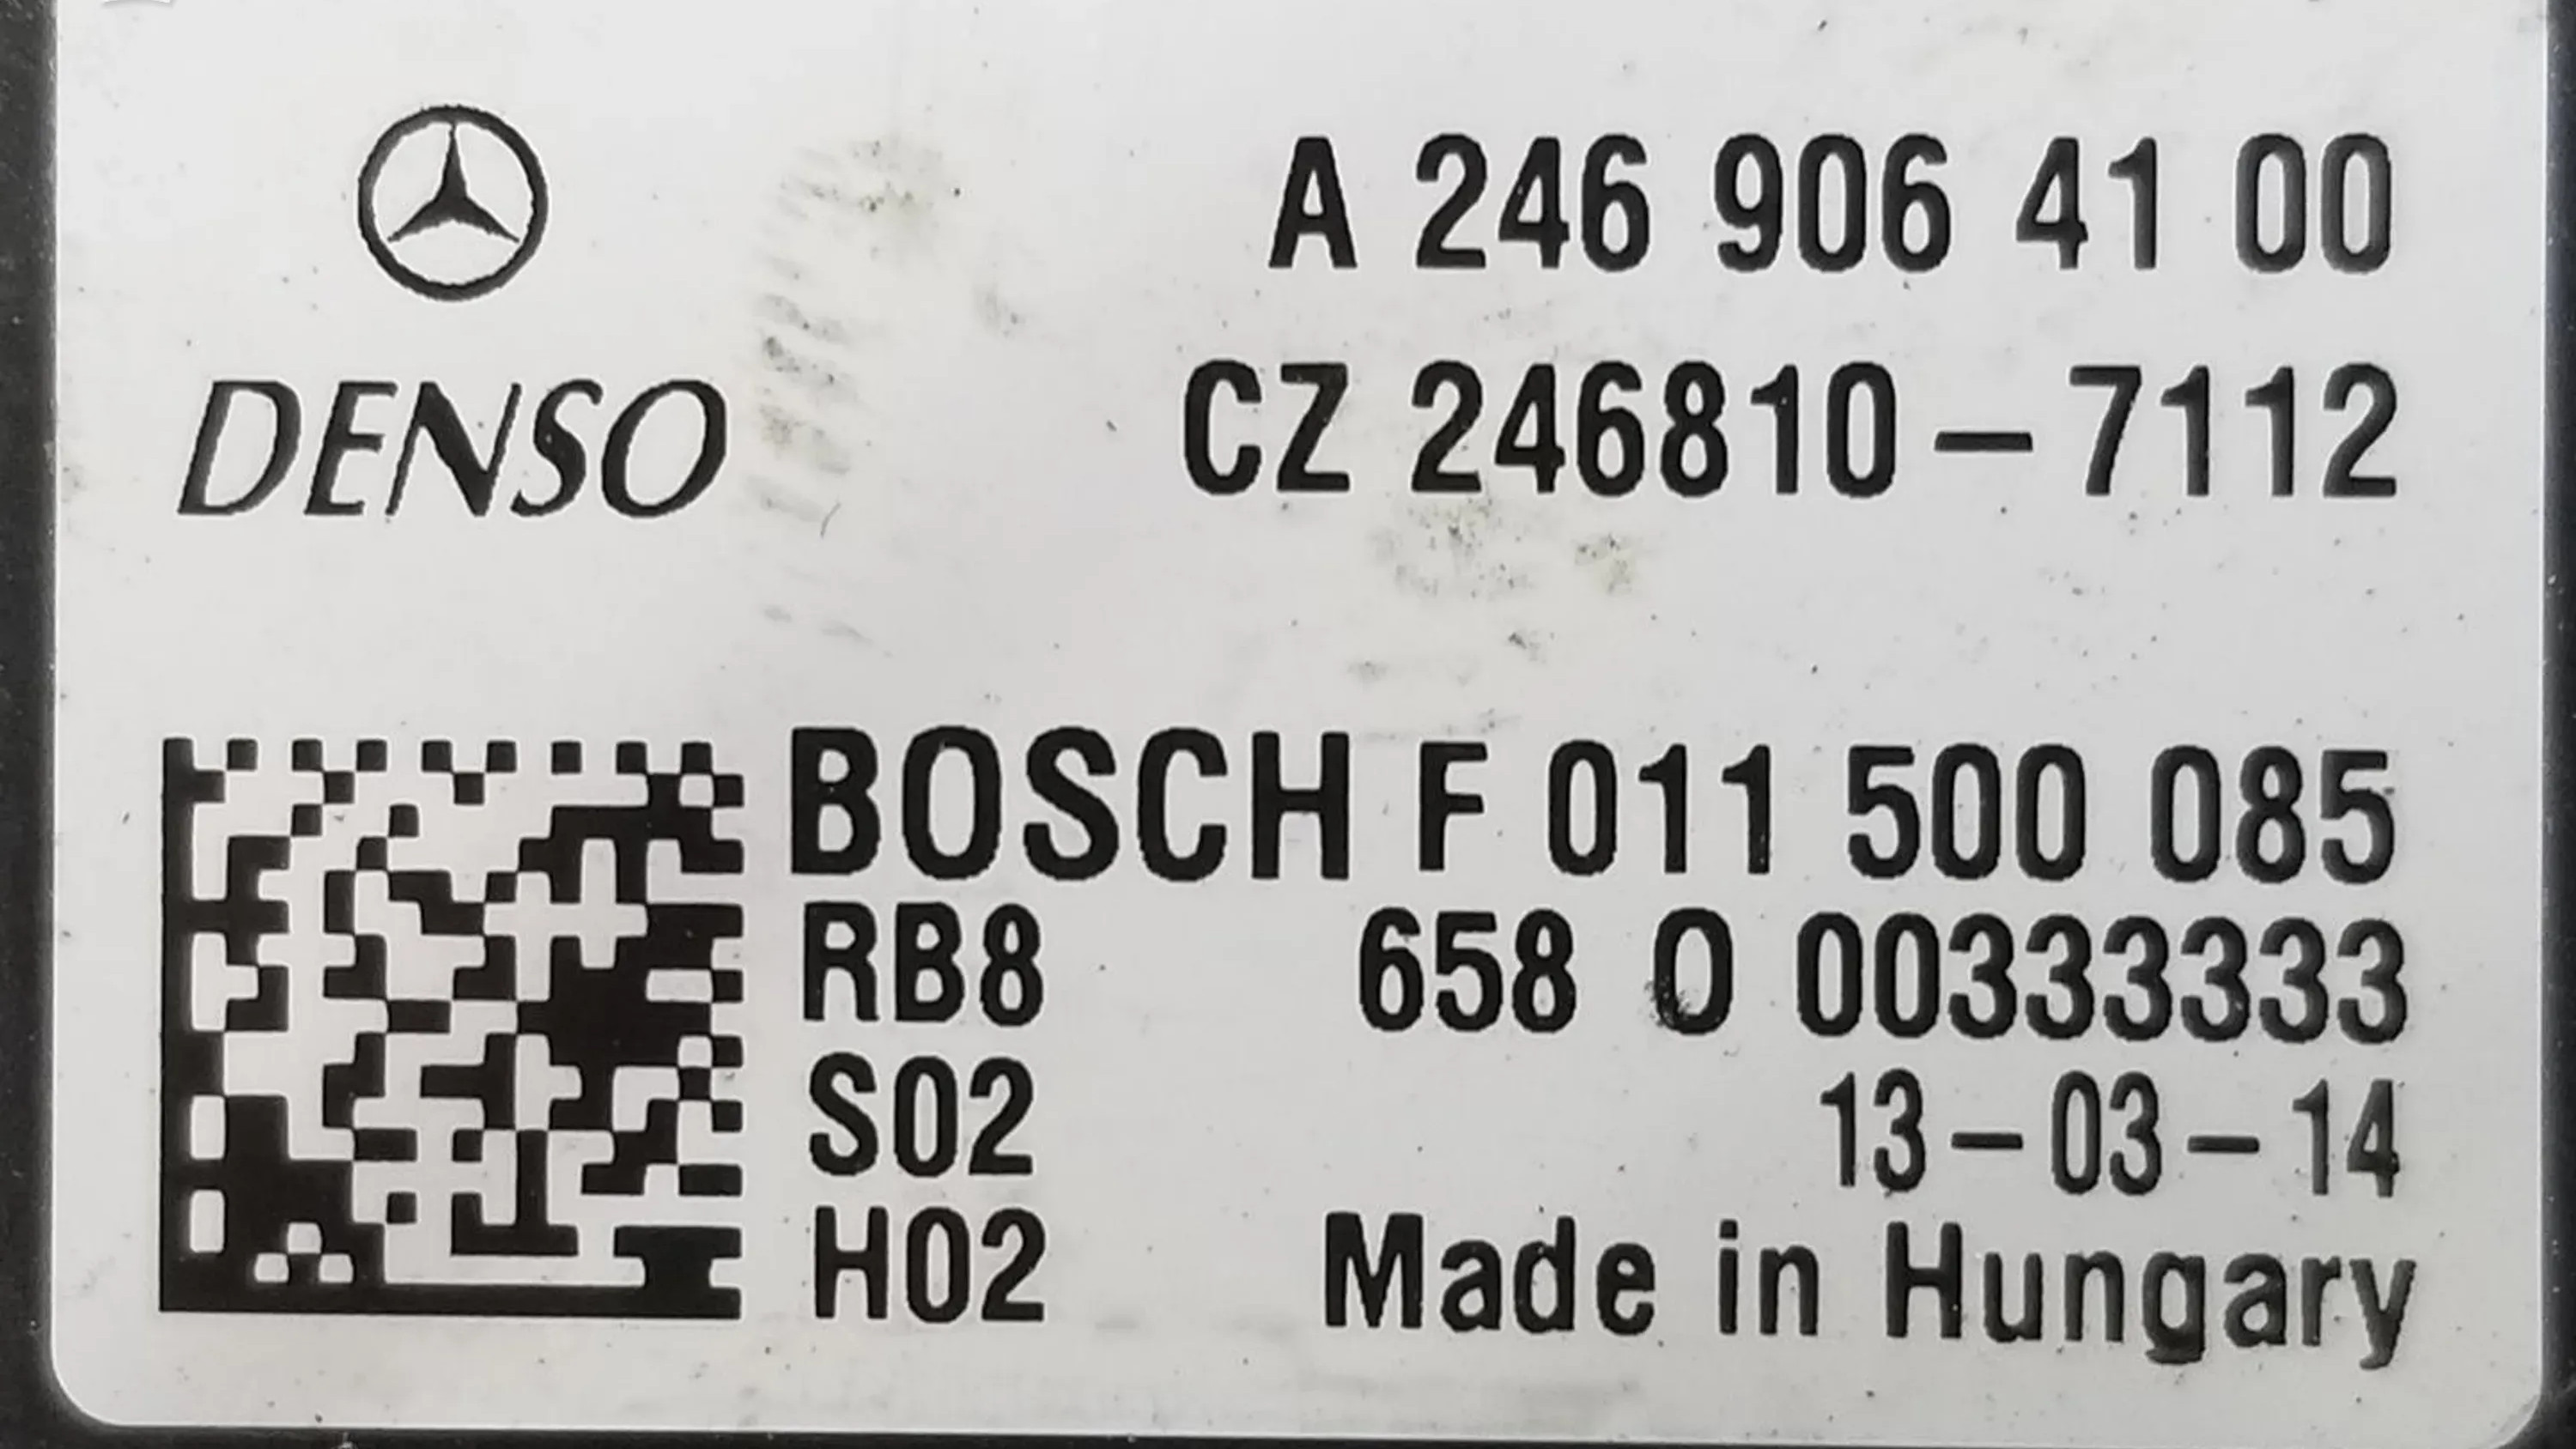 A 246 906 41 00
DENSO CZ 246810-7112
BOSCH F 011 500 085
RB8 658 0 00333333
S02 13-03-14
H02 Made in Hungary